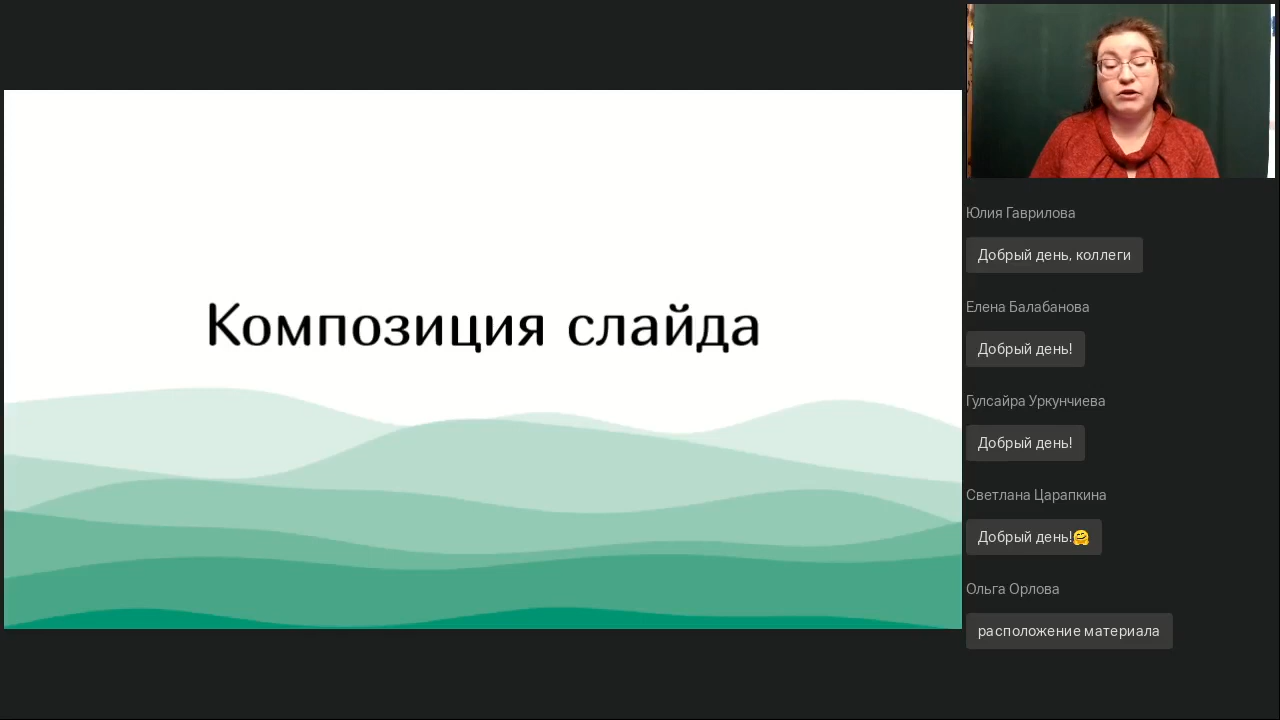 Композиция слайда
Юлия Гаврилова
Добрый день, коллеги
Елена Балабанова
Добрый день!
Гулсайра Уркунчиева
Добрый день!
Светлана Царапкина
Добрый день!🤗
Ольга Орлова
расположение материала